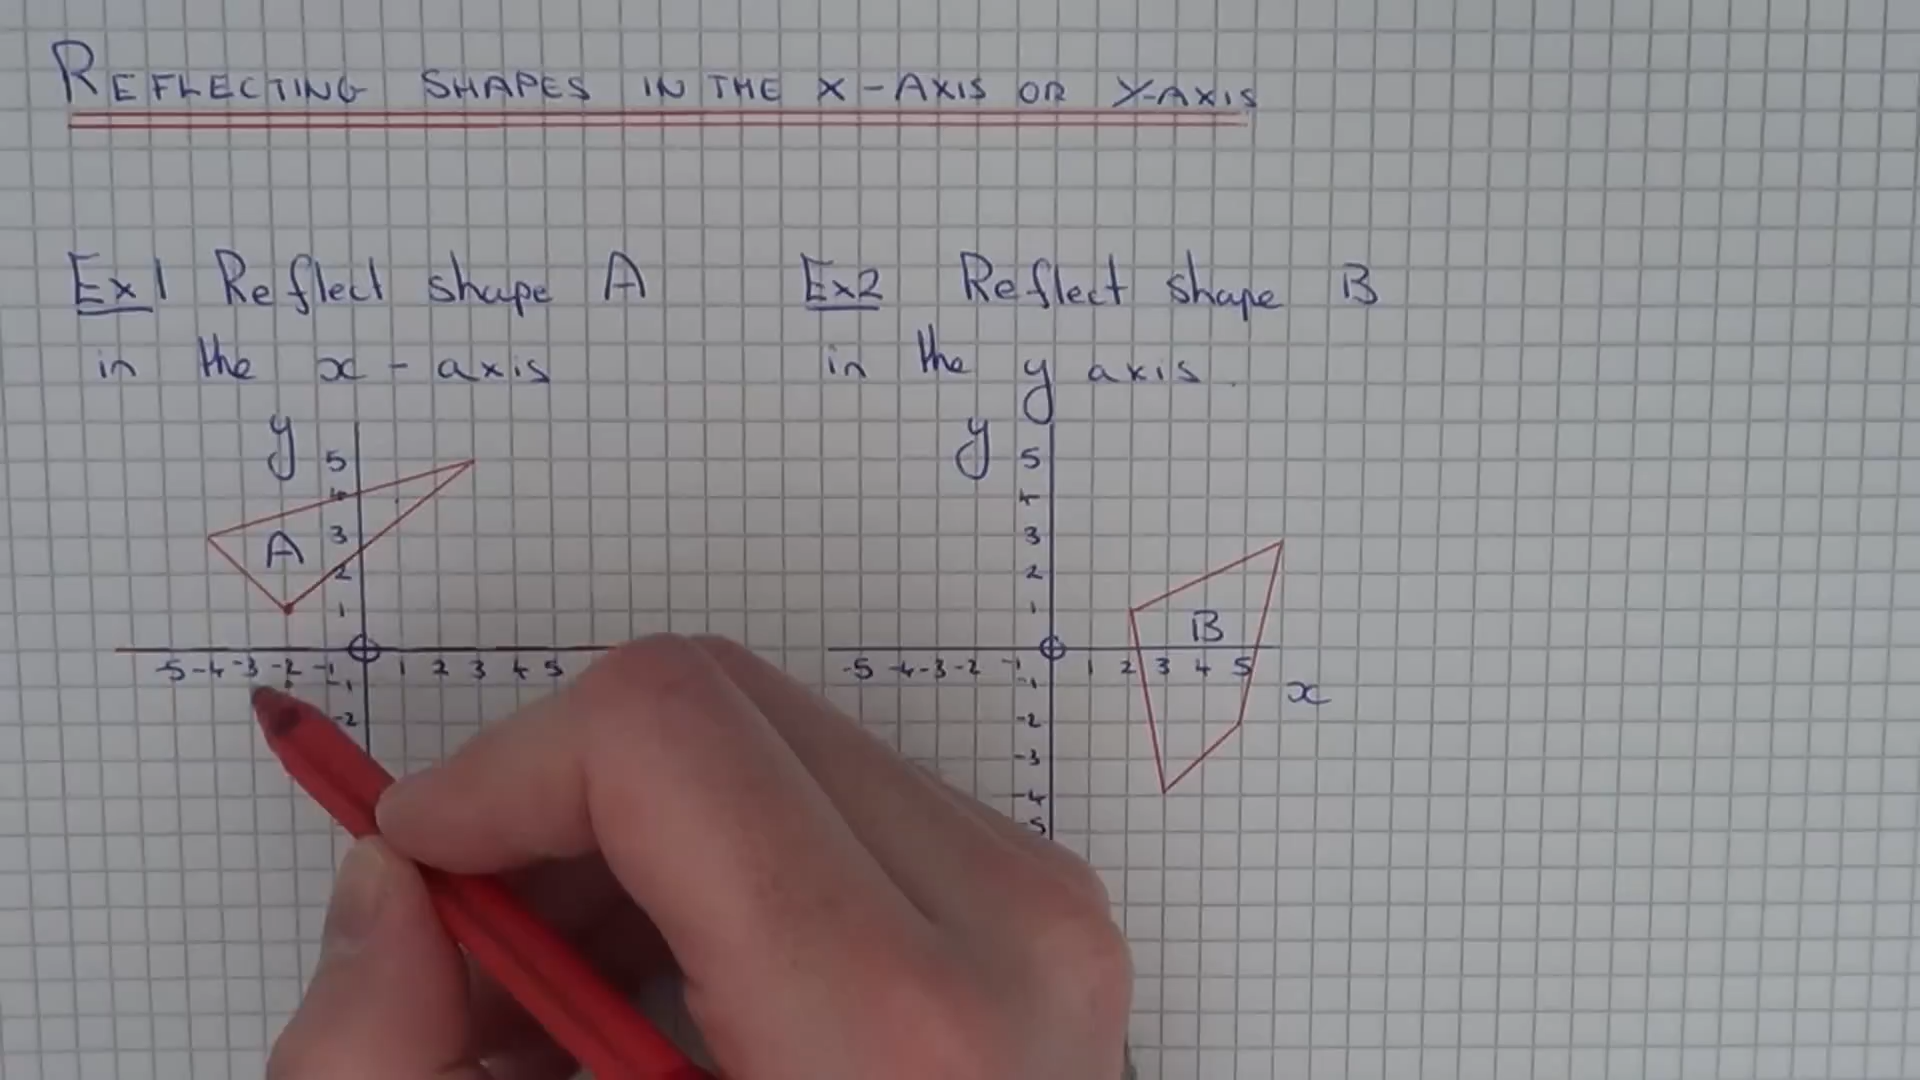 REFLECTING SHAPES IN THE X-AXIS OR Y-AXIS
Ex1 Reflect shape A
in the x-axis
Ex2 Reflect shape B
in the y axis.
y
5
4
3
A
2
1
-5 -4 -3 -2 -1 1 2 3 4 5
-1
-2
y
5
4
3
2
1
B
-5 -4 -3 -2 -1 1 2 3 4 5
x
-1
-2
-3
-4
-5